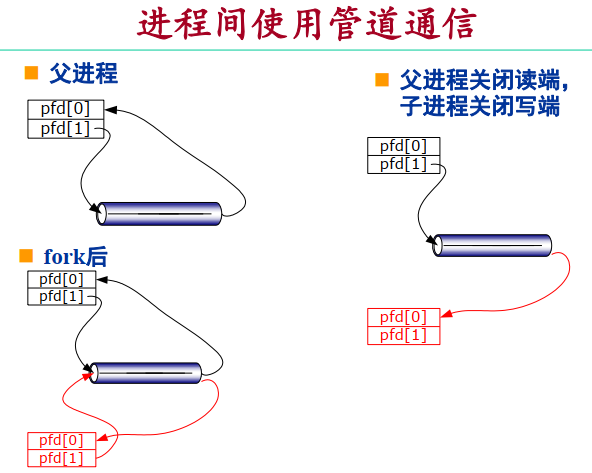 进程间使用管道通信
父进程
pfd[0]
pfd[1]
fork后
pfd[0]
pfd[1]
pfd[0]
pfd[1]
父进程关闭读端，
子进程关闭写端
pfd[0]
pfd[1]
pfd[0]
pfd[1]